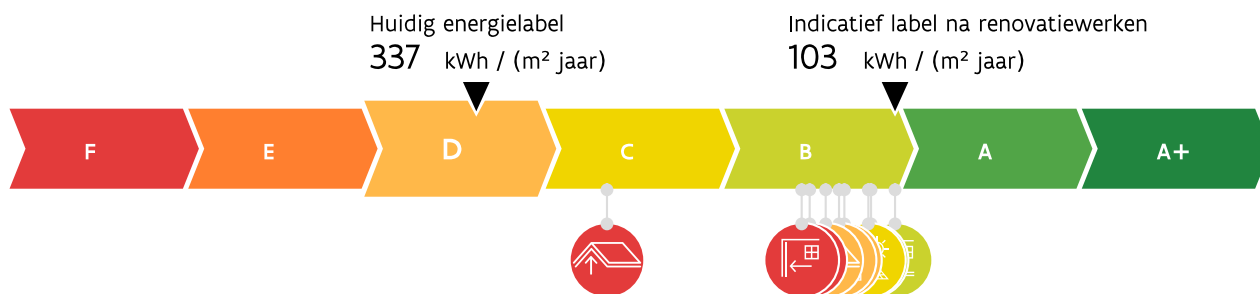 Huidig energielabel
337 kWh / (m² jaar)
Indicatief label na renovatiewerken
103 kWh / (m² jaar)
F E D C B A A+